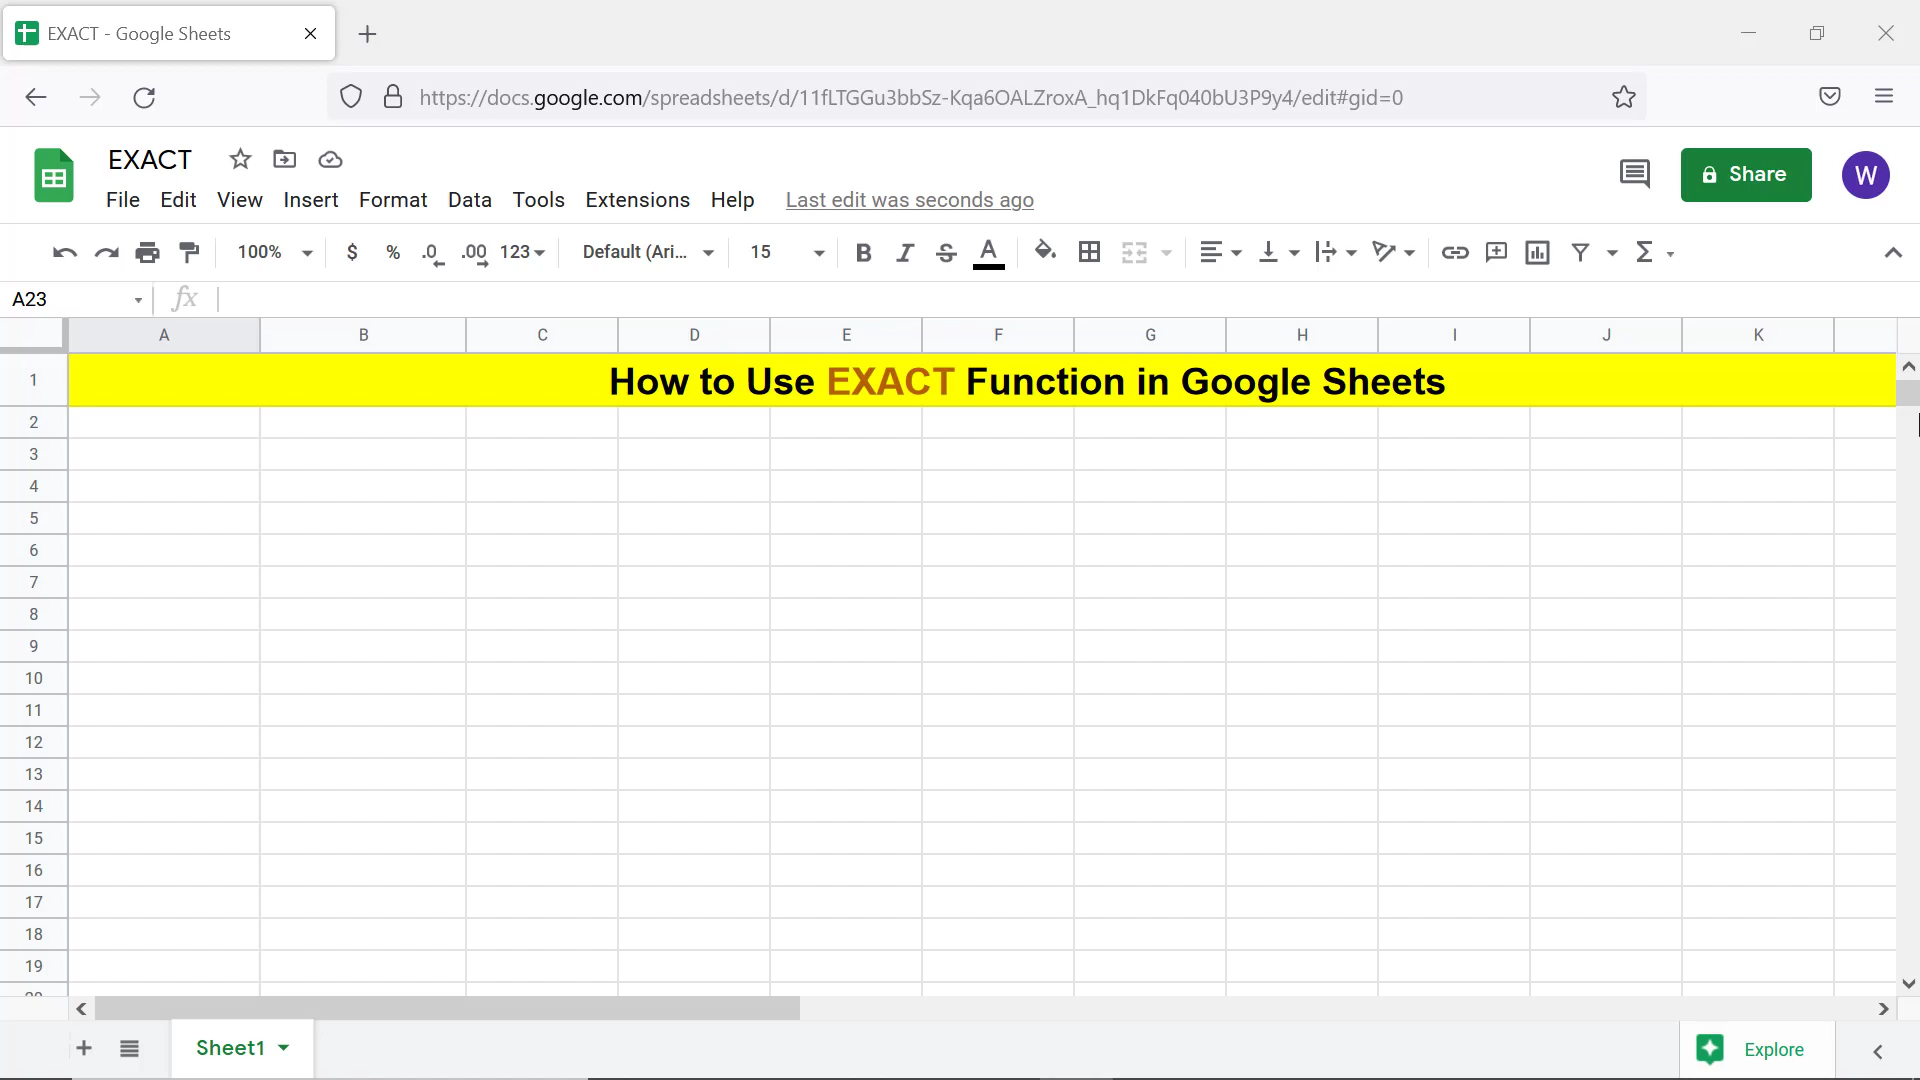 EXACT - Google Sheets
https://docs.google.com/spreadsheets/d/11fLTGGu3bbSz-Kqa6OALZroxA_hq1DkFq040bU3P9y4/edit#gid=0
EXACT
Share
W
File Edit View Insert Format Data Tools Extensions Help Last edit was seconds ago
100% $ % .0 .00 123 Default (Ari... 15 B I S A Σ
A23 fx
A B C D E F G H I J K
1 How to Use EXACT Function in Google Sheets
2
3
4
5
6
7
8
9
10
11
12
13
14
15
16
17
18
19
20
Sheet1 Explore